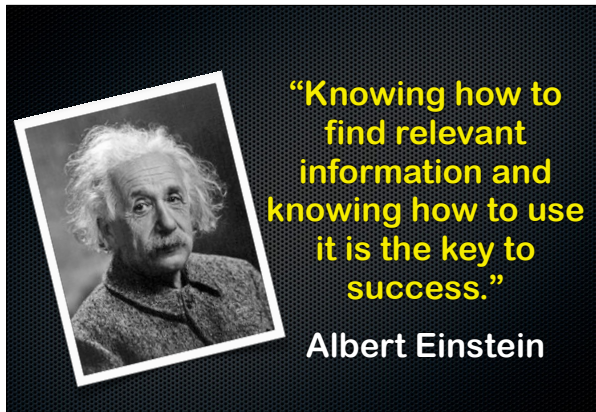 “Knowing how to
find relevant
information and
knowing how to use
it is the key to
success.”
Albert Einstein